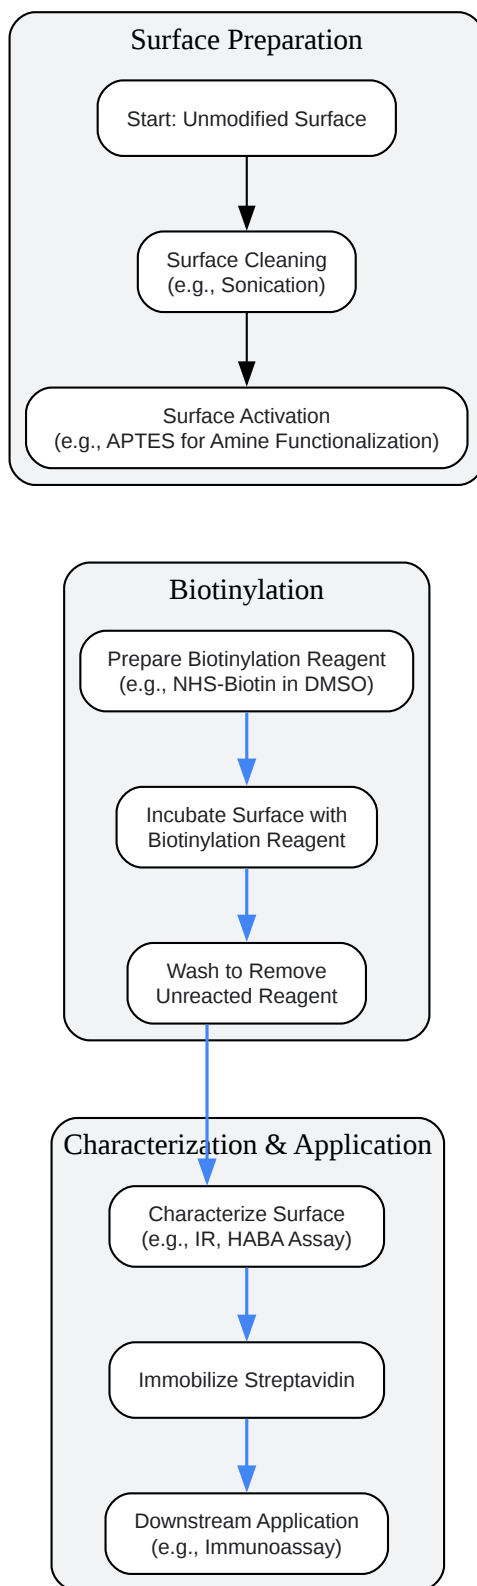 Surface Preparation
Start: Unmodified Surface
Surface Cleaning
(e.g., Sonication)
Surface Activation
(e.g., APTES for Amine Functionalization)
Biotinylation
Prepare Biotinylation Reagent
(e.g., NHS-Biotin in DMSO)
Incubate Surface with
Biotinylation Reagent
Wash to Remove
Unreacted Reagent
Characterization & Application
Characterize Surface
(e.g., IR, HABA Assay)
Immobilize Streptavidin
Downstream Application
(e.g., Immunoassay)